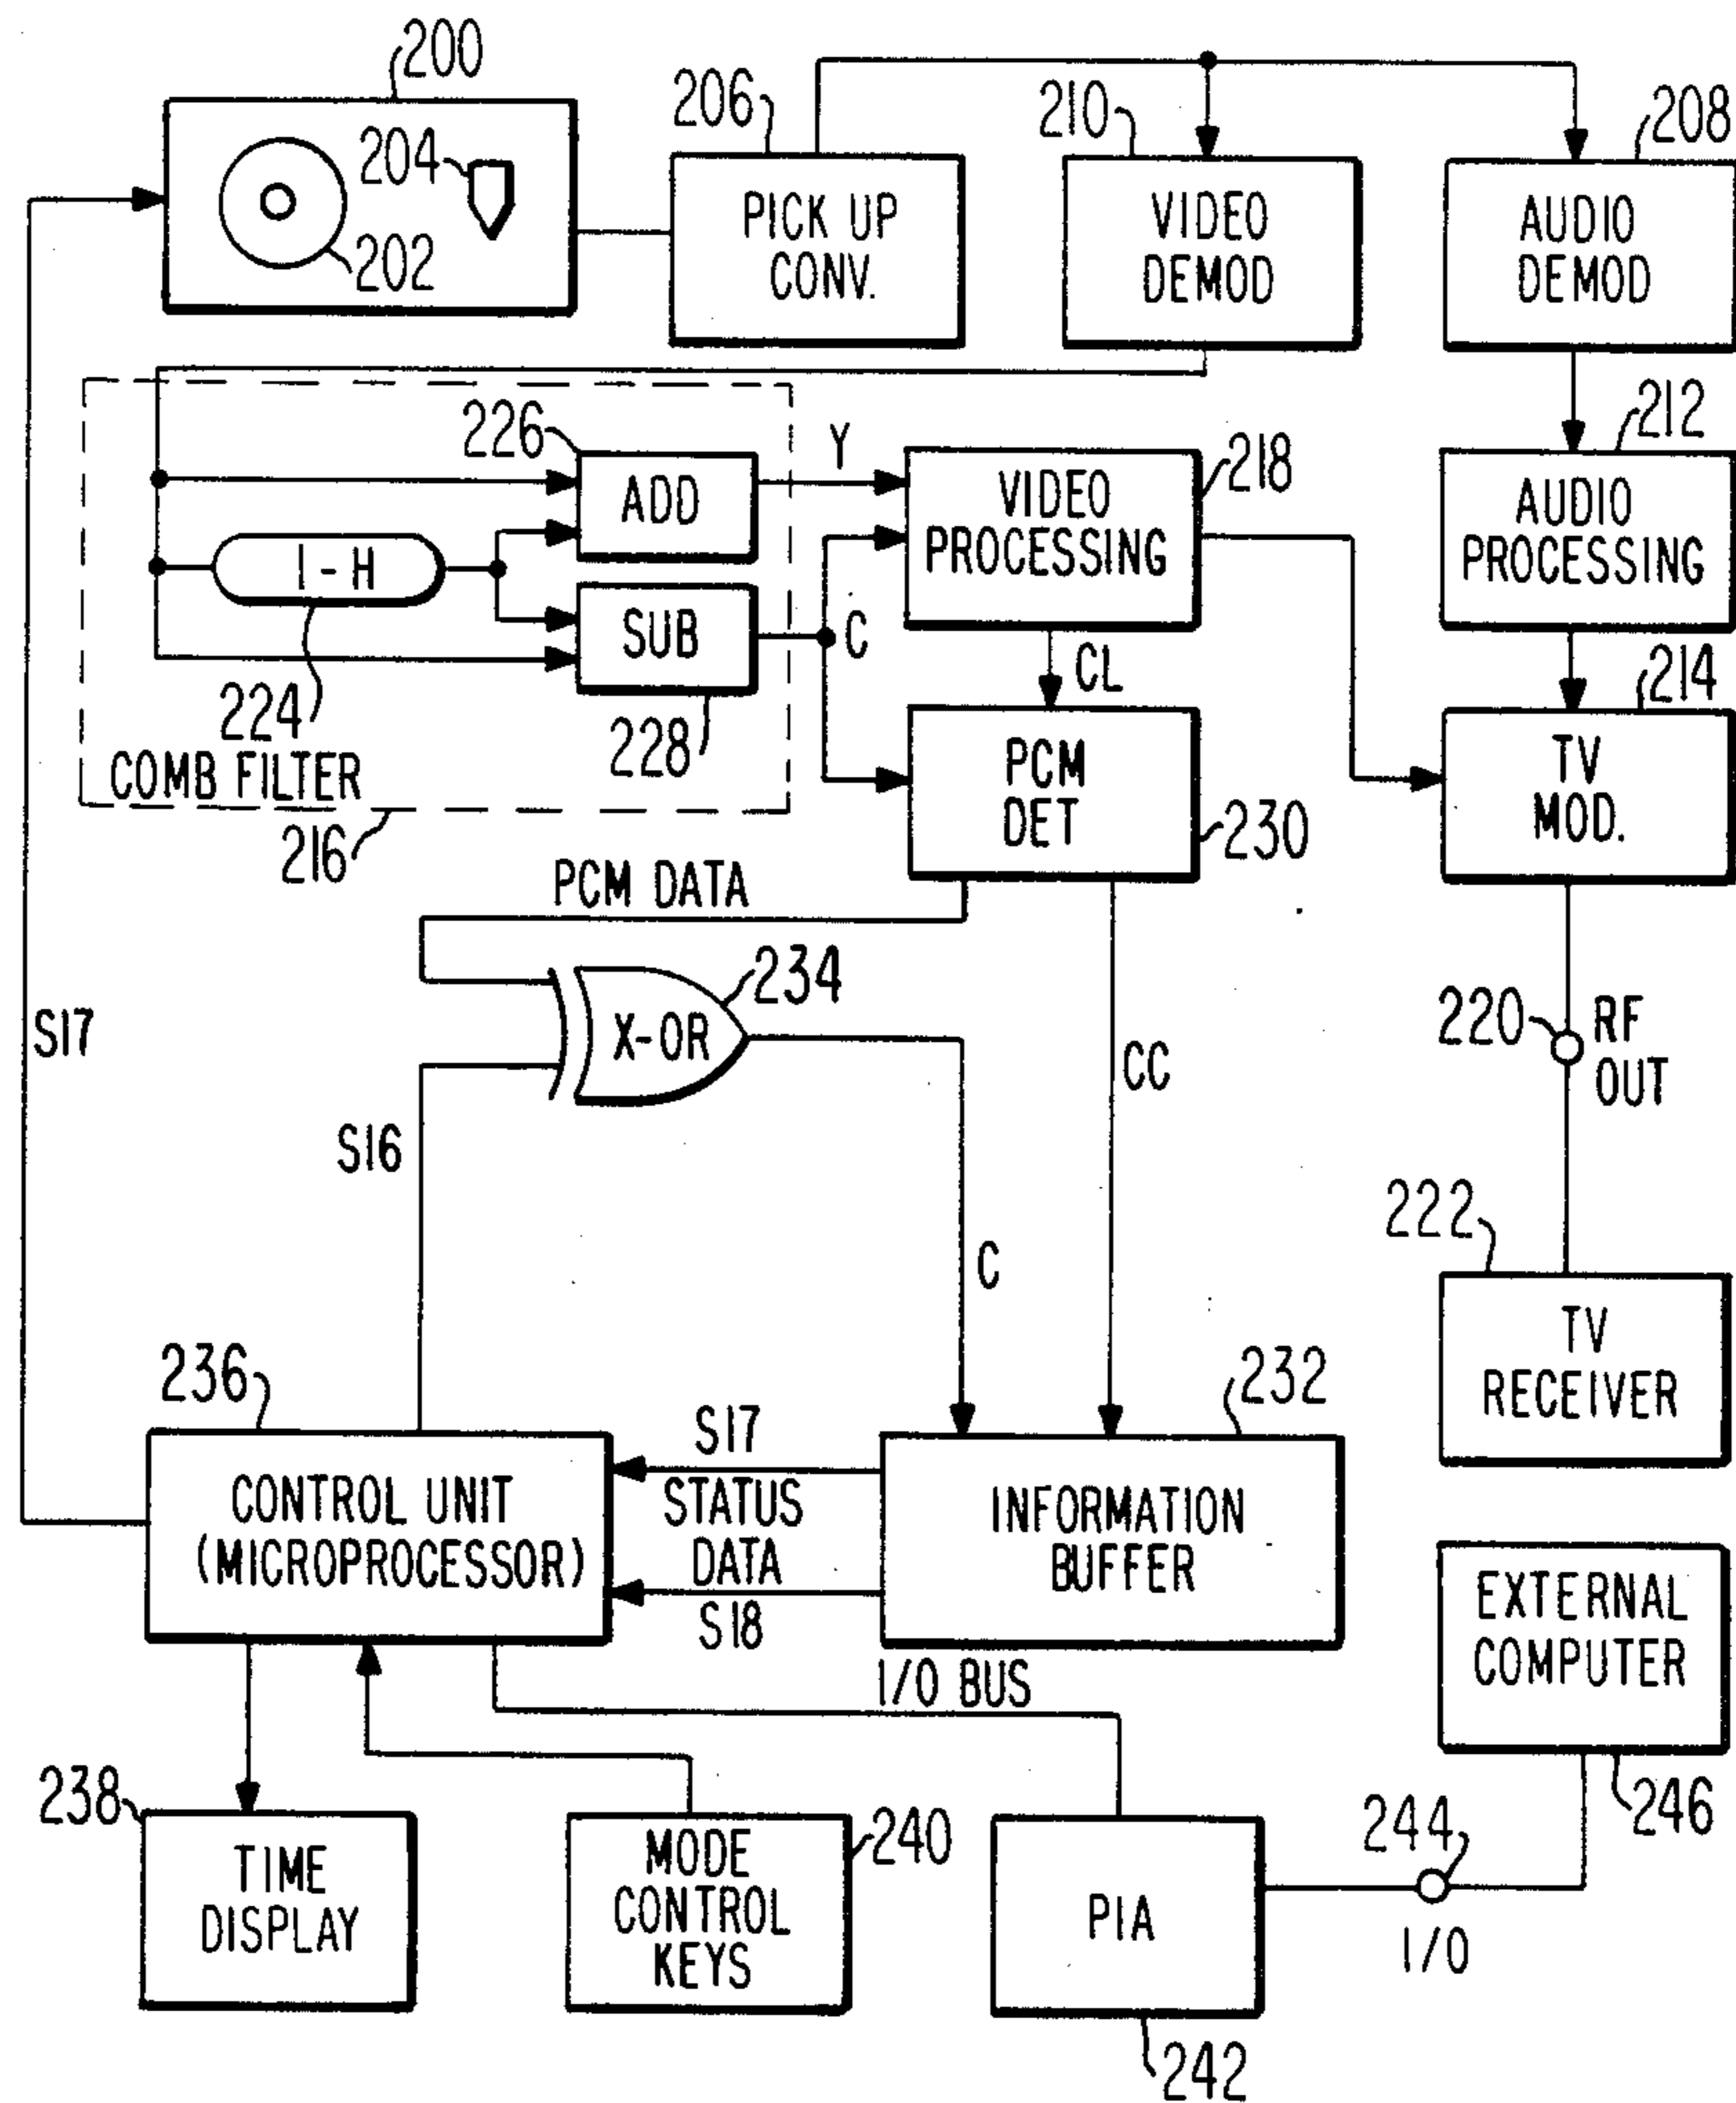 200
204
202
206
PICK UP
CONV.
210
VIDEO
DEMOD
208
AUDIO
DEMOD
226
ADD
Y
VIDEO
PROCESSING
218
212
AUDIO
PROCESSING
1-H
224
SUB
228
C
CL
COMB FILTER
216
PCM
DET
230
214
TV
MOD.
PCM DATA
234
X-OR
S17
S16
CC
C
220
RF
OUT
222
TV
RECEIVER
236
CONTROL UNIT
(MICROPROCESSOR)
S17
STATUS
DATA
S18
232
INFORMATION
BUFFER
I/O BUS
EXTERNAL
COMPUTER
246
238
TIME
DISPLAY
MODE
CONTROL
KEYS
240
PIA
242
244
I/O